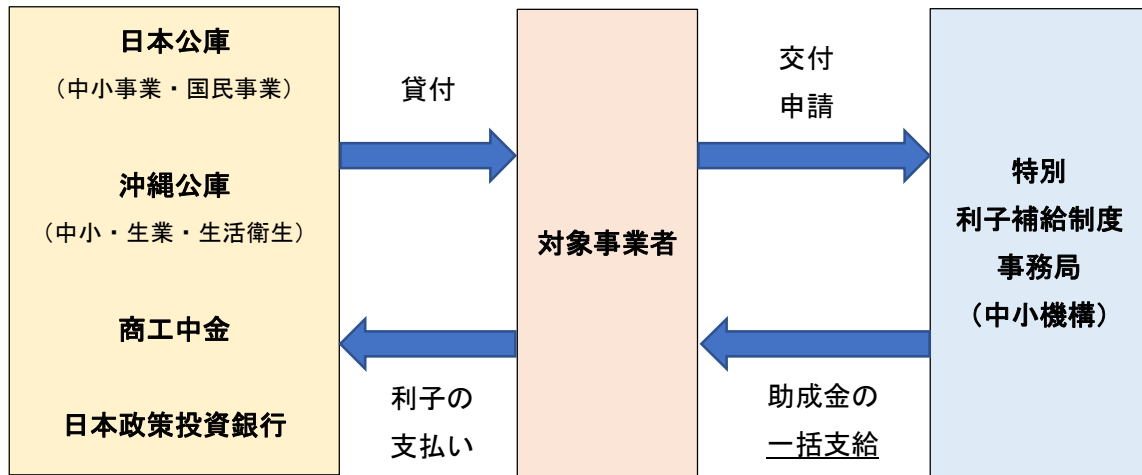 日本公庫
（中小事業・国民事業）
沖縄公庫
（中小・生業・生活衛生）
商工中金
日本政策投資銀行
貸付
利子の
支払い
対象事業者
交付
申請
助成金の
一括支給
特別
利子補給制度
事務局
（中小機構）